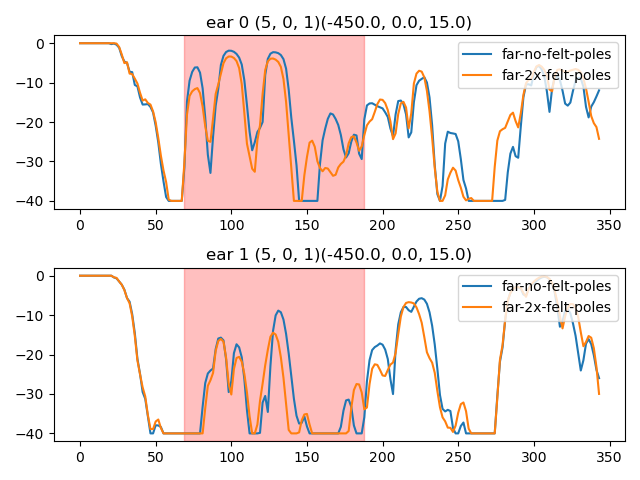 ear 0 (5, 0, 1)(-450.0, 0.0, 15.0)
0
−10
−20
−30
−40
far-no-felt-poles
far-2x-felt-poles
0 50 100 150 200 250 300 350
ear 1 (5, 0, 1)(-450.0, 0.0, 15.0)
0
−10
−20
−30
−40
far-no-felt-poles
far-2x-felt-poles
0 50 100 150 200 250 300 350